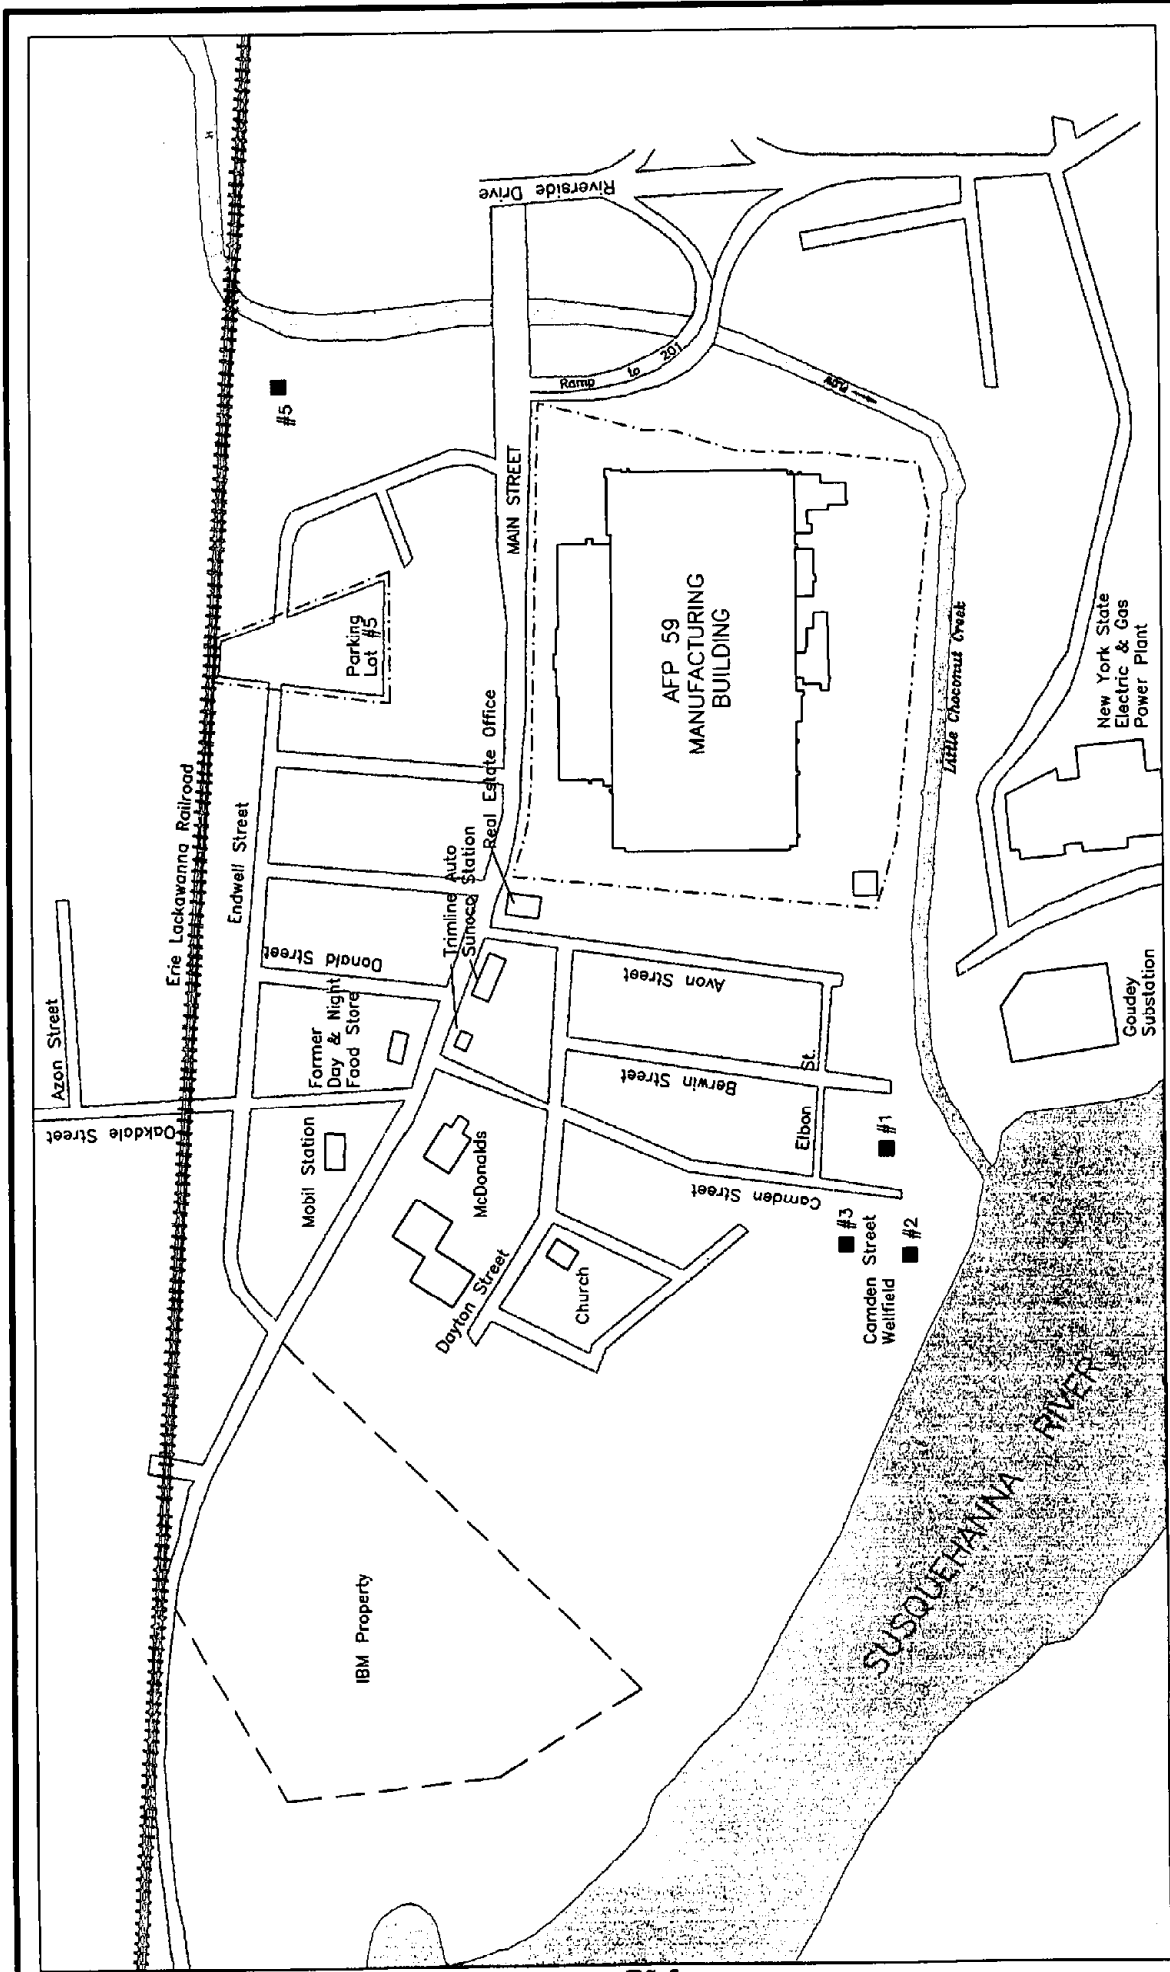 Azon Street
Oakdale Street
Erie Lackawanna Railroad
Endwell Street
#5
Parking
Lot #5
MAIN STREET
Riverside Drive
Ramp to 201
FLOW
Donald Street
Former
Day & Night
Food Store
Mobil Station
Trimline Auto
Sunoco Station
Real Estate Office
AFP 59
MANUFACTURING
BUILDING
McDonalds
Dayton Street
Church
Avon Street
Berwin Street
Elbon St.
Camden Street
#1
#3
Camden Street
Wellfield
#2
Little Choconut Creek
New York State
Electric & Gas
Power Plant
Goudey
Substation
IBM Property
SUSQUEHANNA RIVER